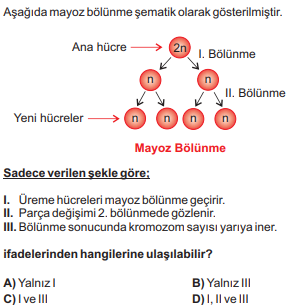 Aşağıda mayoz bölünme şematik olarak gösterilmiştir.
Ana hücre
2n
I. Bölünme
n
n
II. Bölünme
Yeni hücreler
n
n
n
n
Mayoz Bölünme
Sadece verilen şekle göre;
I. Üreme hücreleri mayoz bölünme geçirir.
II. Parça değişimi 2. bölünmede gözlenir.
III. Bölünme sonucunda kromozom sayısı yarıya iner.
ifadelerinden hangilerine ulaşılabilir?
A) Yalnız I
B) Yalnız III
C) I ve III
D) I, II ve III